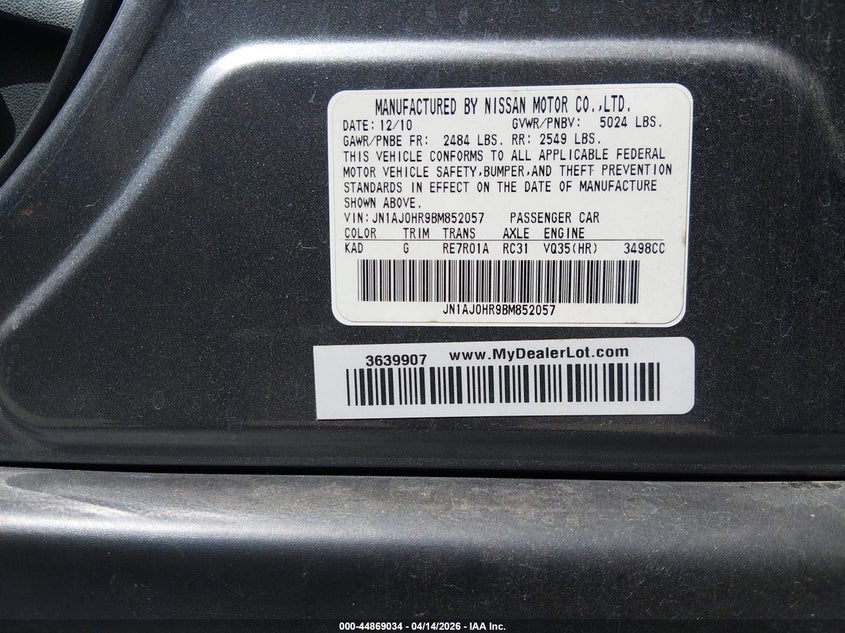 MANUFACTURED BY NISSAN MOTOR CO.,LTD.
DATE: 12/10 GVWR/PNBV: 5024 LBS.
GAWR/PNBE FR: 2484 LBS. RR: 2549 LBS.
THIS VEHICLE CONFORMS TO ALL APPLICABLE FEDERAL
MOTOR VEHICLE SAFETY,BUMPER,AND THEFT PREVENTION
STANDARDS IN EFFECT ON THE DATE OF MANUFACTURE
SHOWN ABOVE.
VIN:JN1AJ0HR9BM852057 PASSENGER CAR
COLOR TRIM TRANS AXLE ENGINE
KAD G RE7R01A RC31 VQ35(HR) 3498CC
JN1AJ0HR9BM852057
3639907 www.MyDealerLot.com
000-44869034 - 04/14/2026 - IAA Inc.